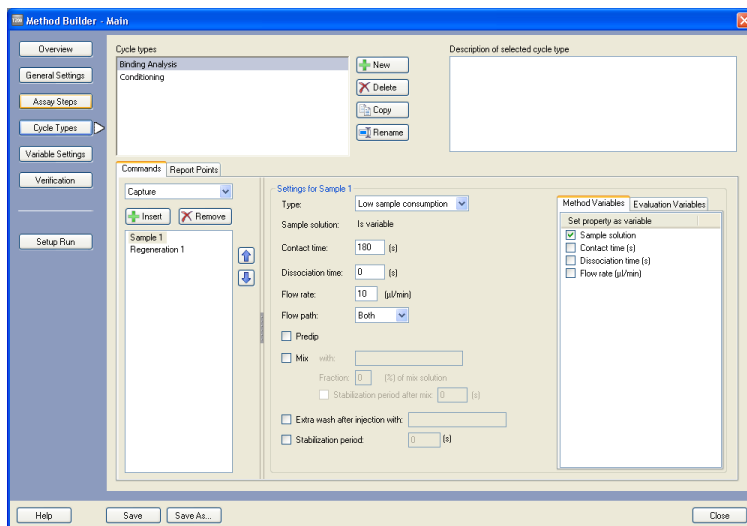 T200 Method Builder - Main
Overview
General Settings
Assay Steps
Cycle Types
Variable Settings
Verification
Setup Run
Cycle types
Binding Analysis
Conditioning
New
Delete
Copy
Rename
Description of selected cycle type
Commands Report Points
Capture
Insert Remove
Sample 1
Regeneration 1
Settings for Sample 1
Type: Low sample consumption
Sample solution: Is variable
Contact time: 180 (s)
Dissociation time: 0 (s)
Flow rate: 10 (µl/min)
Flow path: Both
Predip
Mix with:
Fraction: 0 (%) of mix solution
Stabilization period after mix: 0 (s)
Extra wash after injection with:
Stabilization period: 0 (s)
Method Variables Evaluation Variables
Set property as variable
Sample solution
Contact time (s)
Dissociation time (s)
Flow rate (µl/min)
Help Save Save As... Close